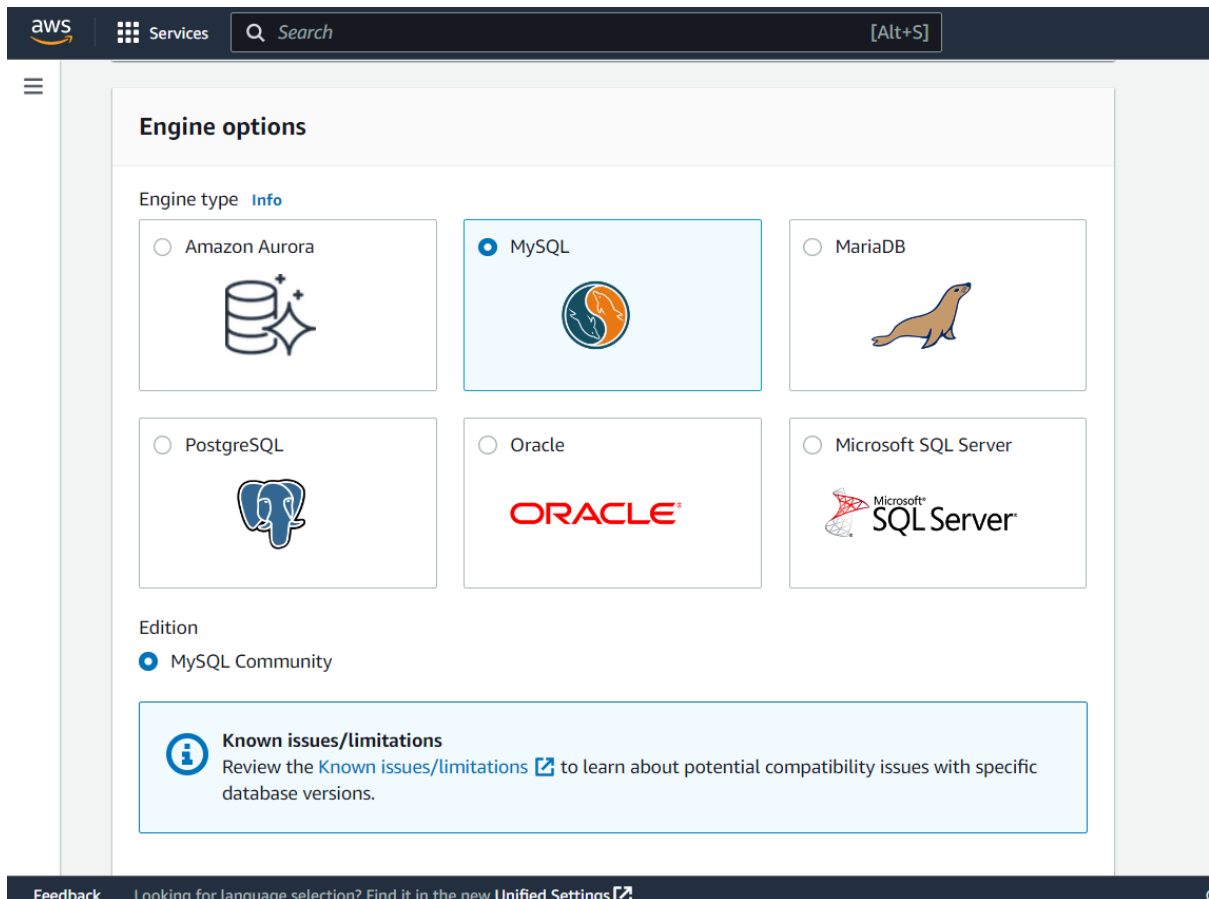 aws
Services
Search
[Alt+S]
Engine options
Engine type Info
Amazon Aurora
MySQL
MariaDB
PostgreSQL
Oracle
Microsoft SQL Server
ORACLE
Microsoft®
SQL Server
Edition
MySQL Community
Known issues/limitations
Review the Known issues/limitations to learn about potential compatibility issues with specific
database versions.
Feedback
Looking for language selection? Find it in the new Unified Settings